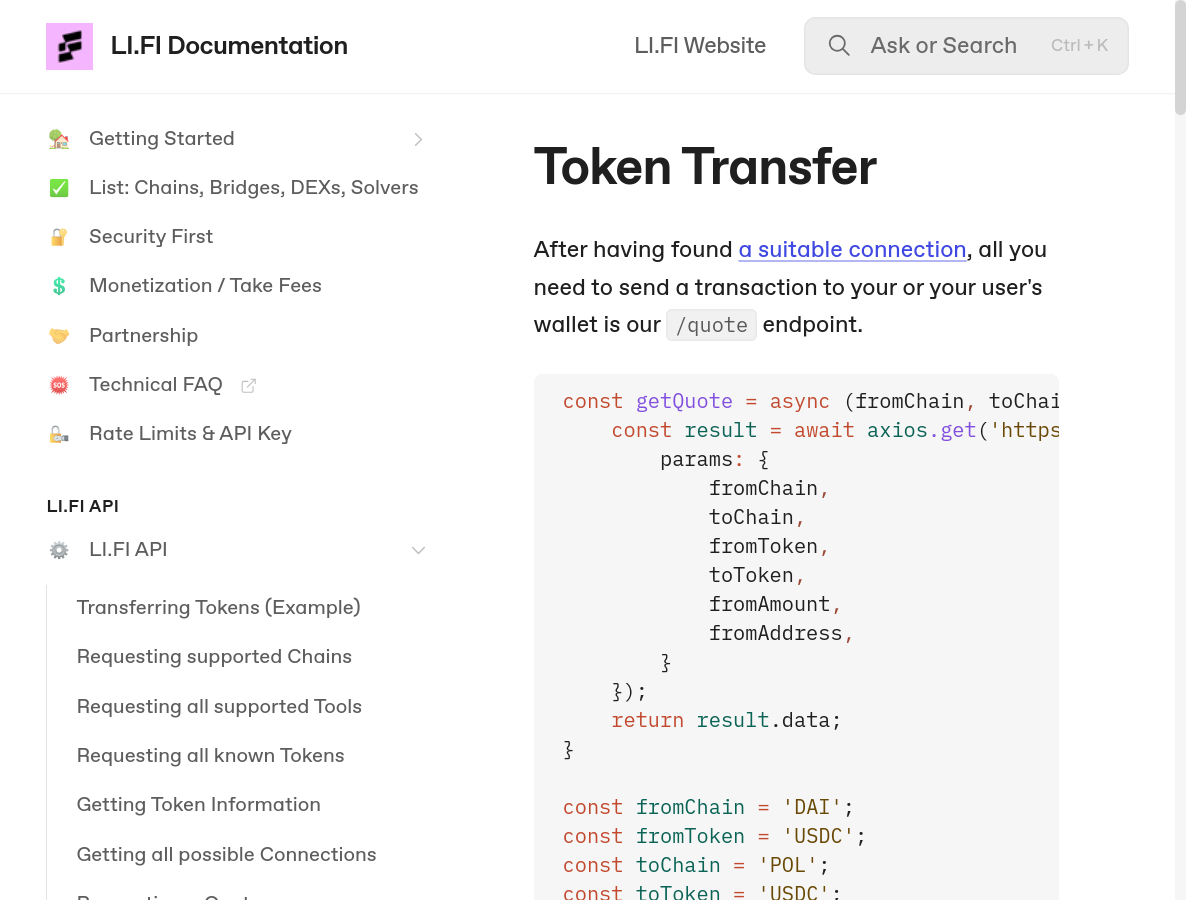 LI.FI Documentation
LI.FI Website
Ask or Search
Ctrl + K
Getting Started
List: Chains, Bridges, DEXs, Solvers
Security First
Monetization / Take Fees
Partnership
Technical FAQ
Rate Limits & API Key
LI.FI API
LI.FI API
Transferring Tokens (Example)
Requesting supported Chains
Requesting all supported Tools
Requesting all known Tokens
Getting Token Information
Getting all possible Connections
Token Transfer
After having found a suitable connection, all you
need to send a transaction to your or your user's
wallet is our /quote endpoint.
const getQuote = async (fromChain, toChai
    const result = await axios.get('https
        params: {
            fromChain,
            toChain,
            fromToken,
            toToken,
            fromAmount,
            fromAddress,
        }
    });
    return result.data;
}
const fromChain = 'DAI';
const fromToken = 'USDC';
const toChain = 'POL';
const toToken = 'USDC';